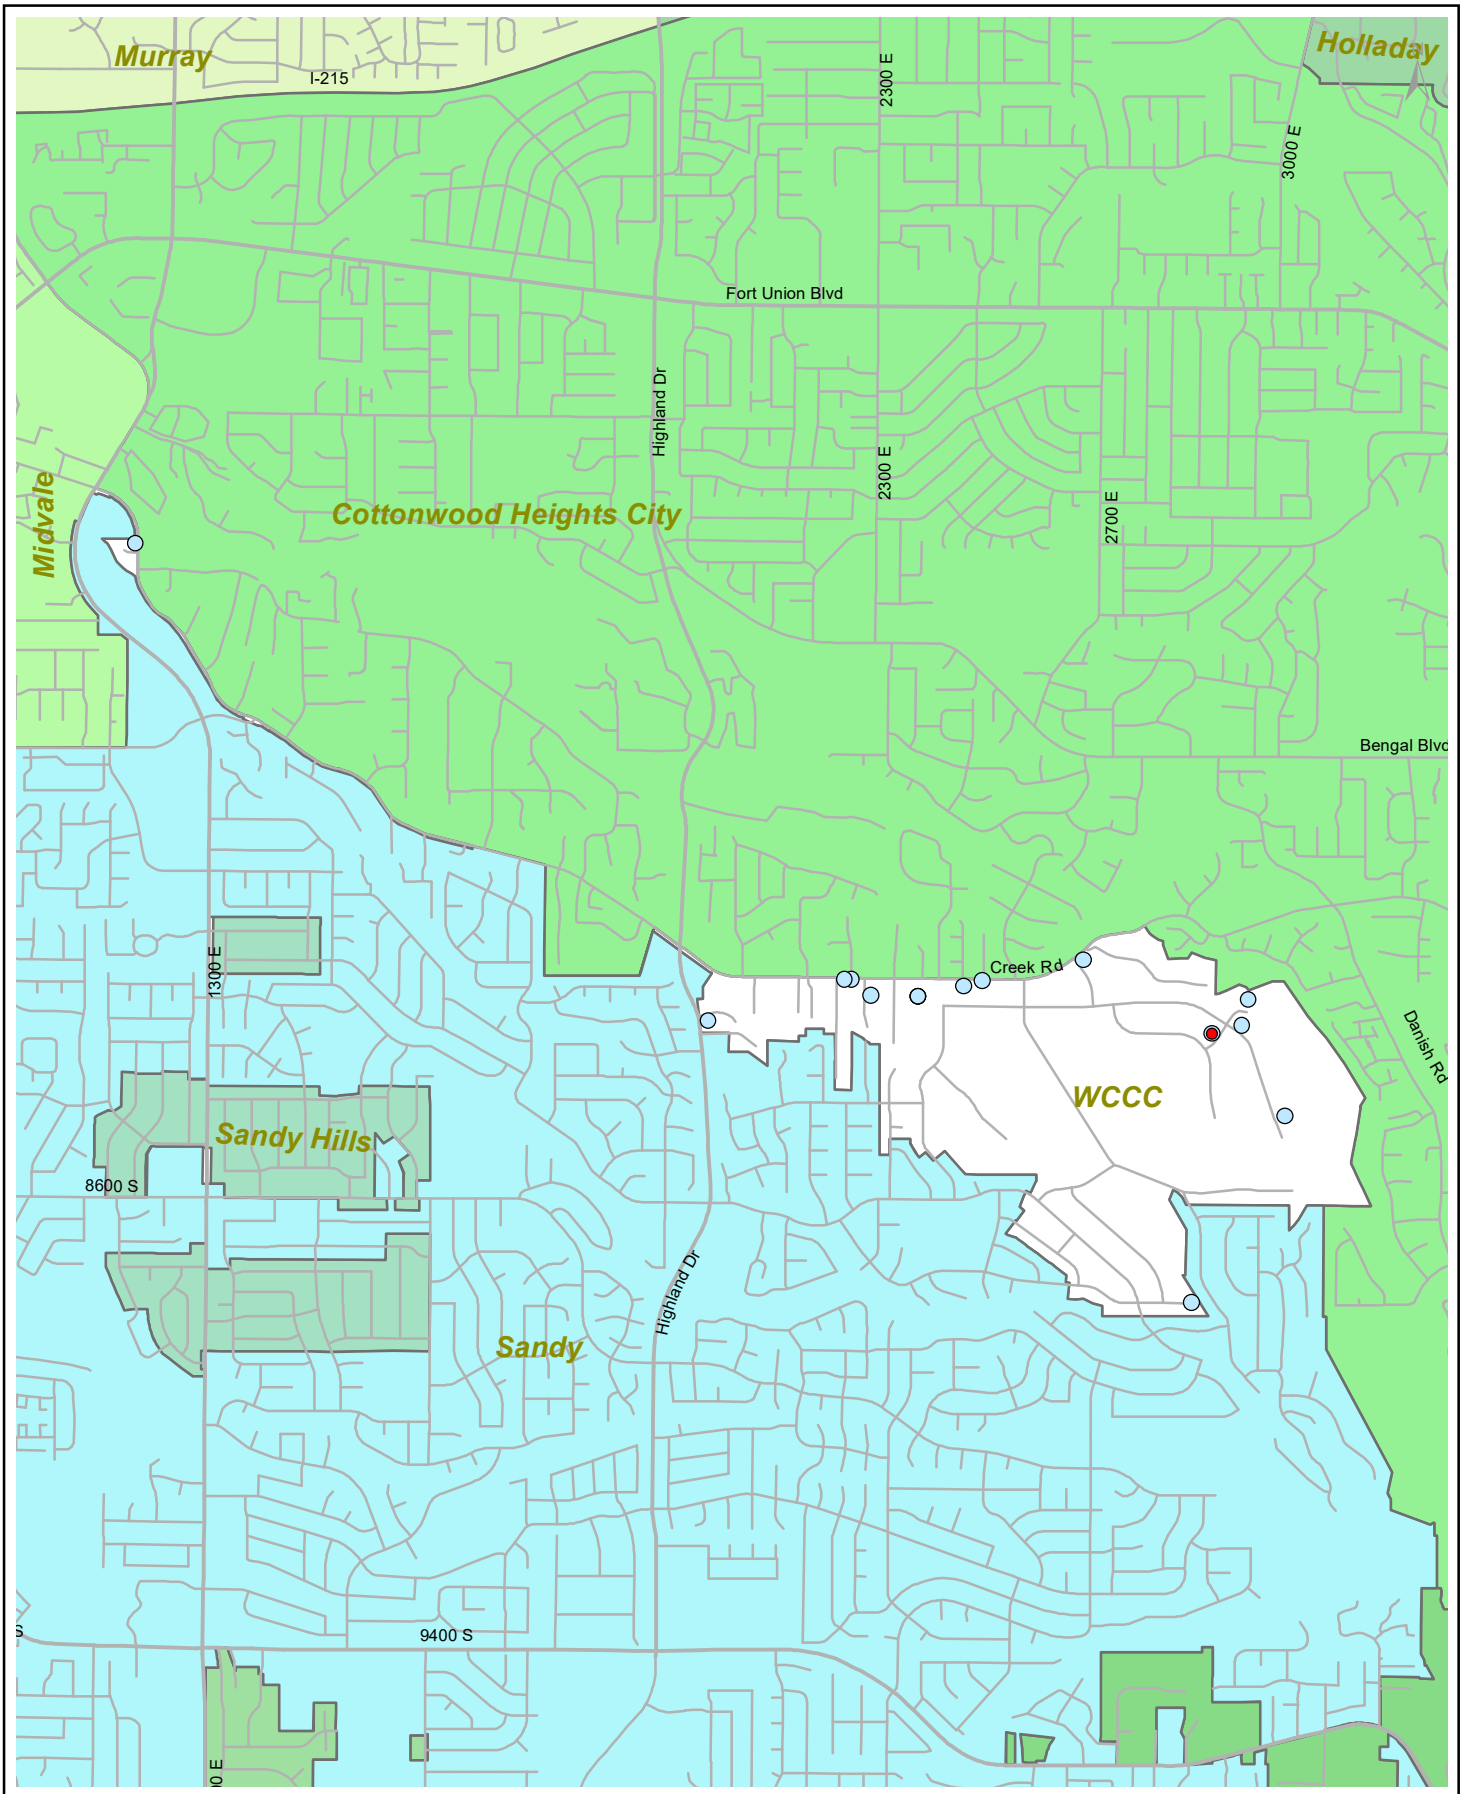 Murray
Holladay
I-215
2300 E
3000 E
Fort Union Blvd
Highland Dr
2300 E
Midvale
Cottonwood Heights City
2700 E
Bengal Blvd
1300 E
Creek Rd
Danish Rd
WCCC
Sandy Hills
8600 S
Highland Dr
Sandy
S
9400 S
00 E